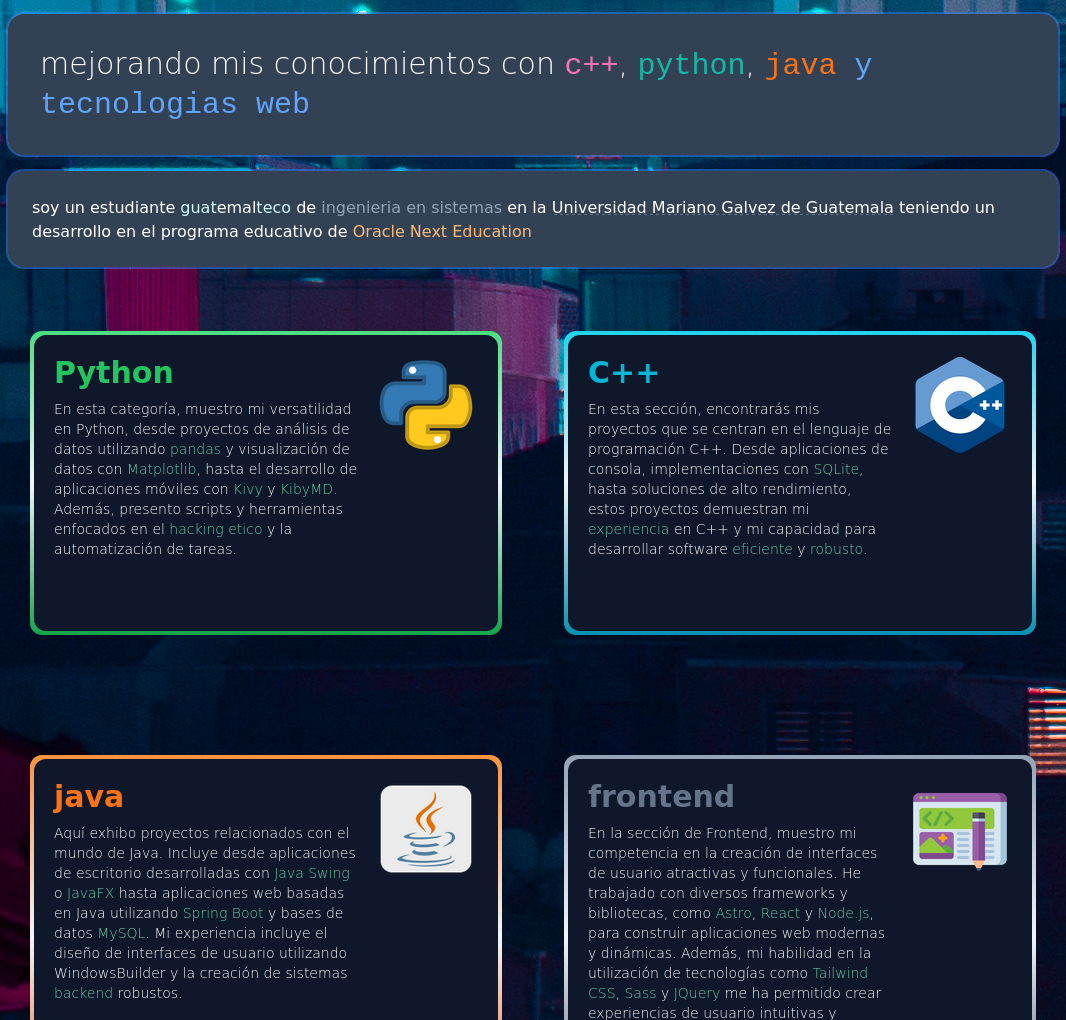 mejorando mis conocimientos con c++, python, java y
tecnologias web
soy un estudiante guatemalteco de ingenieria en sistemas en la Universidad Mariano Galvez de Guatemala teniendo un
desarrollo en el programa educativo de Oracle Next Education
Python
En esta categoría, muestro mi versatilidad
en Python, desde proyectos de análisis de
datos utilizando pandas y visualización de
datos con Matplotlib, hasta el desarrollo de
aplicaciones móviles con Kivy y KibyMD.
Además, presento scripts y herramientas
enfocados en el hacking etico y la
automatización de tareas.
C++
En esta sección, encontrarás mis
proyectos que se centran en el lenguaje de
programación C++. Desde aplicaciones de
consola, implementaciones con SQLite,
hasta soluciones de alto rendimiento,
estos proyectos demuestran mi
experiencia en C++ y mi capacidad para
desarrollar software eficiente y robusto.
C++
java
Aquí exhibo proyectos relacionados con el
mundo de Java. Incluye desde aplicaciones
de escritorio desarrolladas con Java Swing
o JavaFX hasta aplicaciones web basadas
en Java utilizando Spring Boot y bases de
datos MySQL. Mi experiencia incluye el
diseño de interfaces de usuario utilizando
WindowsBuilder y la creación de sistemas
backend robustos.
frontend
En la sección de Frontend, muestro mi
competencia en la creación de interfaces
de usuario atractivas y funcionales. He
trabajado con diversos frameworks y
bibliotecas, como Astro, React y Node.js,
para construir aplicaciones web modernas
y dinámicas. Además, mi habilidad en la
utilización de tecnologías como Tailwind
CSS, Sass y JQuery me ha permitido crear
experiencias de usuario intuitivas y